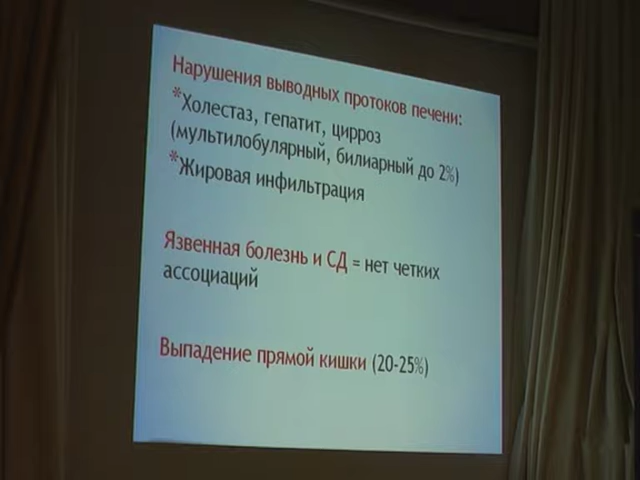 Нарушения выводных протоков печени:
*Холестаз, гепатит, цирроз
(мультилобулярный, билиарный до 2%)
*Жировая инфильтрация
Язвенная болезнь и СД = нет четких
ассоциаций
Выпадение прямой кишки (20-25%)